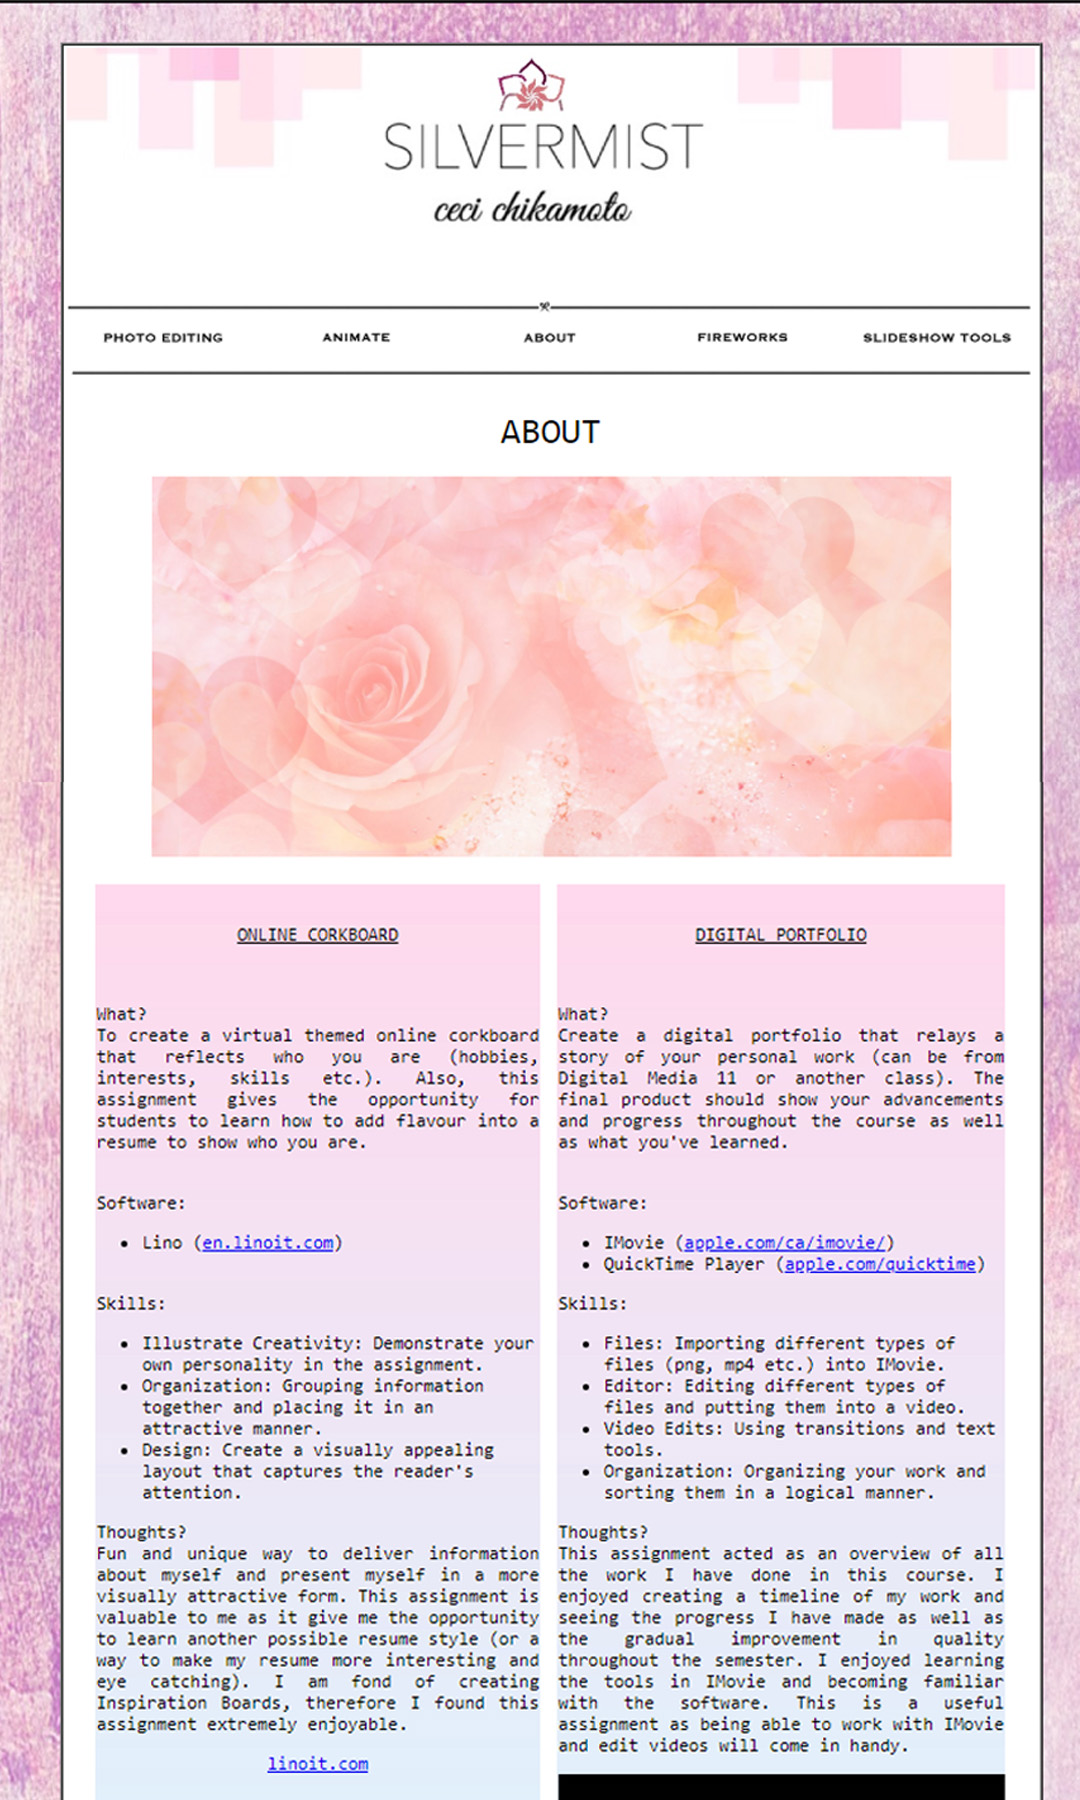 SILVERMIST
ceci chikamoto
PHOTO EDITING ANIMATE ABOUT FIREWORKS SLIDESHOW TOOLS
ABOUT
ONLINE CORKBOARD
What?
To create a virtual themed online corkboard
that reflects who you are (hobbies,
interests, skills etc.). Also, this
assignment gives the opportunity for
students to learn how to add flavour into a
resume to show who you are.
Software:
• Lino (en.linoit.com)
Skills:
• Illustrate Creativity: Demonstrate your
own personality in the assignment.
• Organization: Grouping information
together and placing it in an
attractive manner.
• Design: Create a visually appealing
layout that captures the reader's
attention.
Thoughts?
Fun and unique way to deliver information
about myself and present myself in a more
visually attractive form. This assignment is
valuable to me as it give me the opportunity
to learn another possible resume style (or a
way to make my resume more interesting and
eye catching). I am fond of creating
Inspiration Boards, therefore I found this
assignment extremely enjoyable.
linoit.com
DIGITAL PORTFOLIO
What?
Create a digital portfolio that relays a
story of your personal work (can be from
Digital Media 11 or another class). The
final product should show your advancements
and progress throughout the course as well
as what you've learned.
Software:
• IMovie (apple.com/ca/imovie/)
• QuickTime Player (apple.com/quicktime)
Skills:
• Files: Importing different types of
files (png, mp4 etc.) into IMovie.
• Editor: Editing different types of
files and putting them into a video.
• Video Edits: Using transitions and text
tools.
• Organization: Organizing your work and
sorting them in a logical manner.
Thoughts?
This assignment acted as an overview of all
the work I have done in this course. I
enjoyed creating a timeline of my work and
seeing the progress I have made as well as
the gradual improvement in quality
throughout the semester. I enjoyed learning
the tools in IMovie and becoming familiar
with the software. This is a useful
assignment as being able to work with IMovie
and edit videos will come in handy.